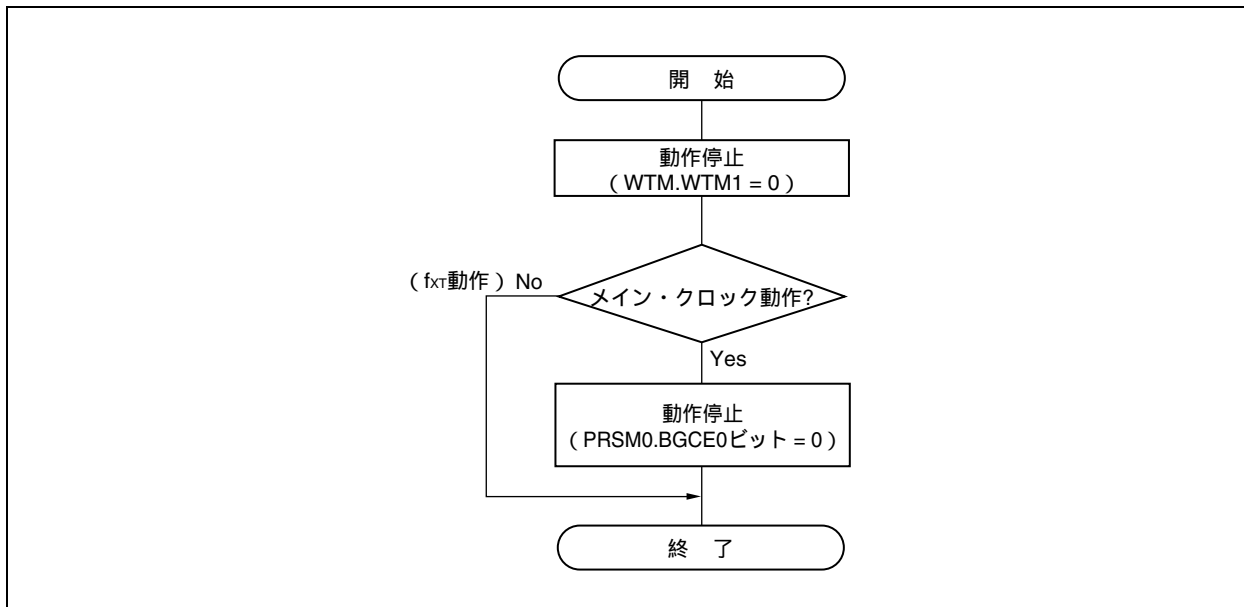 開 始
動作停止
（WTM.WTM1 = 0）
（fXT動作）No
メイン・クロック動作?
Yes
動作停止
（PRSM0.BGCE0ビット = 0）
終 了